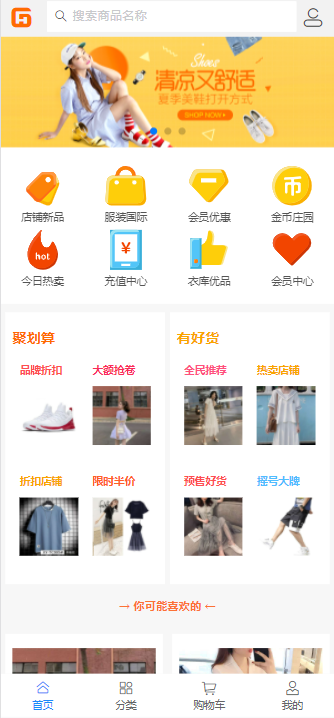 搜索商品名称
Shoes
清凉又舒适
夏季美鞋打开方式
SHOP NOW
店铺新品 服装国际 会员优惠 金币庄园
hot ¥ 币
今日热卖 充值中心 衣库优品 会员中心
聚划算 有好货
品牌折扣 大额抢卷 全民推荐 热卖店铺
折扣店铺 限时半价 预售好货 摇号大牌
→ 你可能喜欢的 ←
首页 分类 购物车 我的